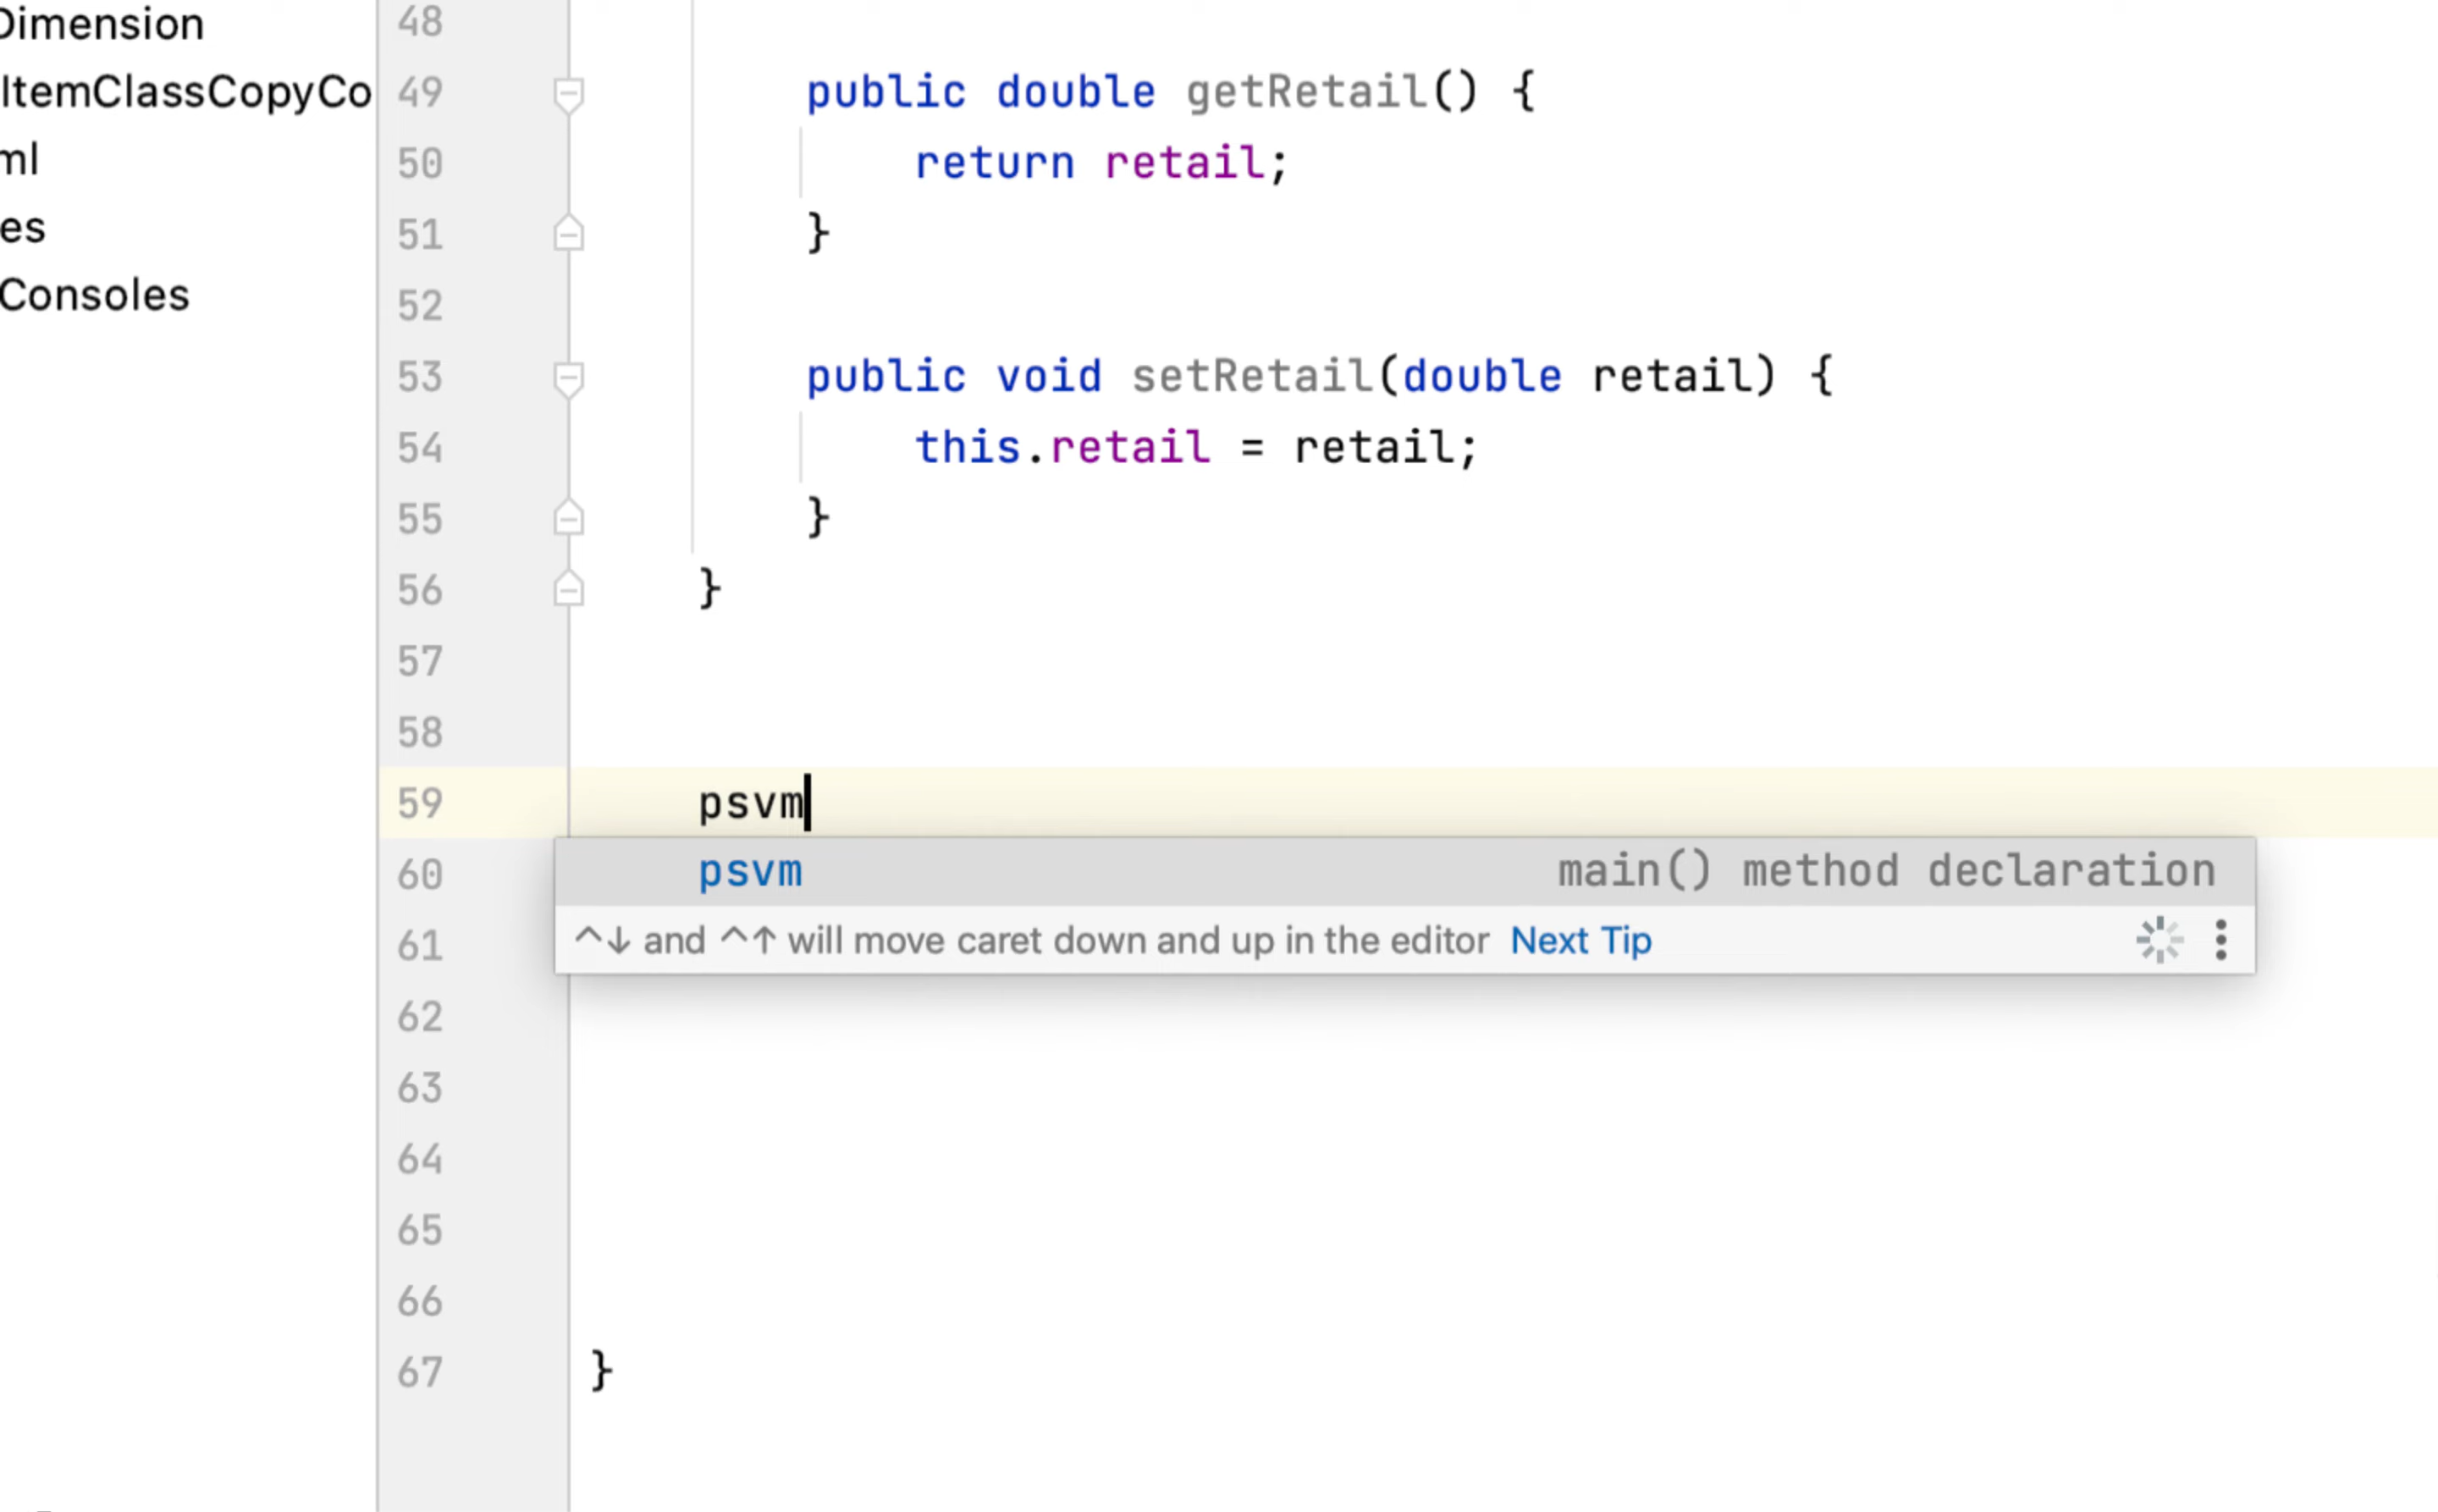 Dimension
ItemClassCopyCo
ml
es
Consoles
48
49 public double getRetail() {
50 return retail;
51 }
52
53 public void setRetail(double retail) {
54 this.retail = retail;
55 }
56 }
57
58
59 psvm
60 psvm main() method declaration
61 ^↓ and ^↑ will move caret down and up in the editor Next Tip
62
63
64
65
66
67 }